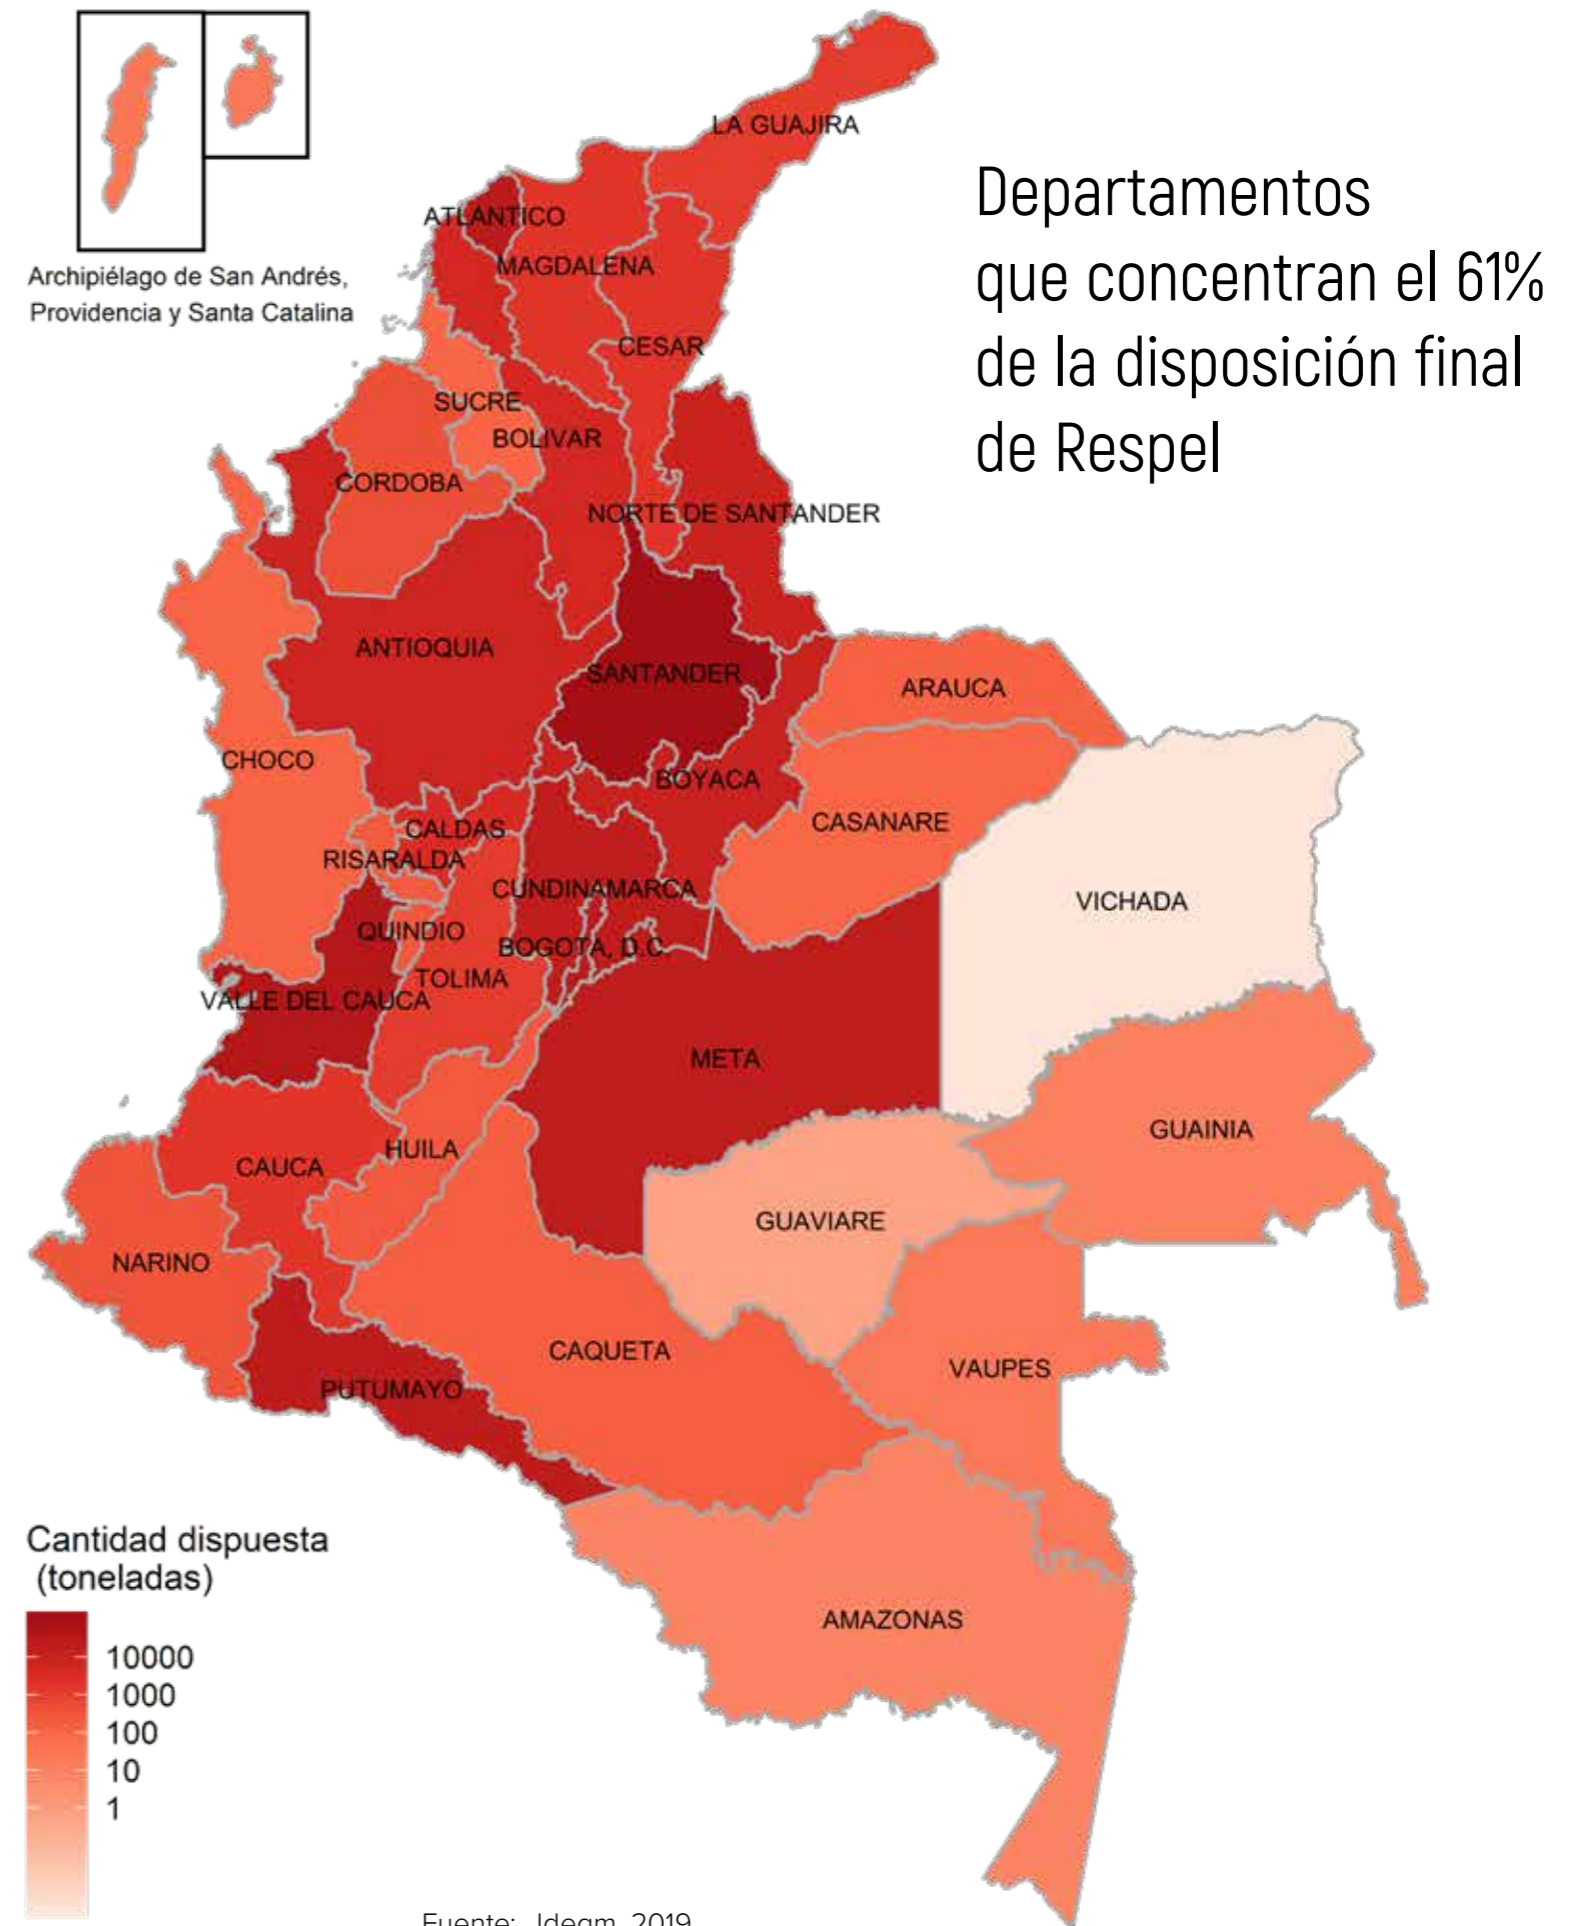 Archipiélago de San Andrés,
Providencia y Santa Catalina
Departamentos
que concentran el 61%
de la disposición final
de Respel
LA GUAJIRA
ATLANTICO
MAGDALENA
CESAR
SUCRE
BOLIVAR
CORDOBA
NORTE DE SANTANDER
ANTIOQUIA
SANTANDER
ARAUCA
CHOCO
BOYACA
CASANARE
CALDAS
RISARALDA
CUNDINAMARCA
VICHADA
QUINDIO
BOGOTA, D.C.
TOLIMA
VALLE DEL CAUCA
META
GUAINIA
HUILA
CAUCA
GUAVIARE
NARINO
CAQUETA
VAUPES
PUTUMAYO
AMAZONAS
Cantidad dispuesta
(toneladas)
10000
1000
100
10
1
Fuente: Ideam, 2019